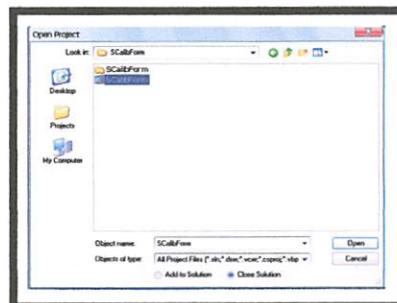 Open Project
Look in: SCalibForm
SCalibForm
SCalibForm
Desktop
Projects
My Computer
Object name: SCalibForm
Open
Objects of type: All Project Files (*.sln;*.dsw;*.vcw;*.csproj;*.vbp
Cancel
Add to Solution Close Solution